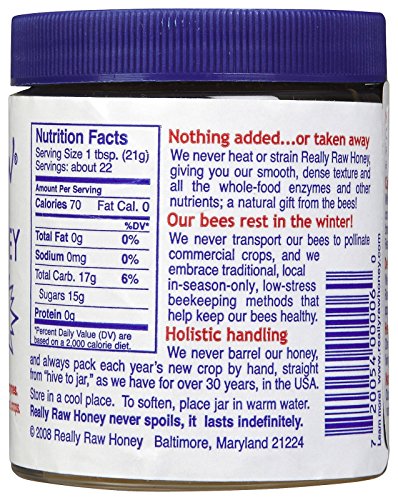 Nutrition Facts
Serving Size 1 tbsp. (21g)
Servings: about 22
Amount Per Serving
Calories 70 Fat Cal. 0
%DV*
Total Fat 0g 0%
Sodium 0mg 0%
Total Carb. 17g 6%
Sugars 15g
Protein 0g
*Percent Daily Value (DV) are
based on a 2,000 calorie diet.
Nothing added...or taken away
We never heat or strain Really Raw Honey,
giving you our smooth, dense texture and
all the whole-food enzymes and other
nutrients; a natural gift from the bees!
Our bees rest in the winter!
We never transport our bees to pollinate
commercial crops, and we
embrace traditional, local
in-season-only, low-stress
beekeeping methods that
help keep our bees healthy.
Holistic handling
We never barrel our honey,
and always pack each year's new crop by hand, straight
from "hive to jar," as we have for over 30 years, in the USA.
Store in a cool place. To soften, place jar in warm water.
Really Raw Honey never spoils, it lasts indefinitely.
© 2008 Really Raw Honey Baltimore, Maryland 21224
7 20054 00006 0